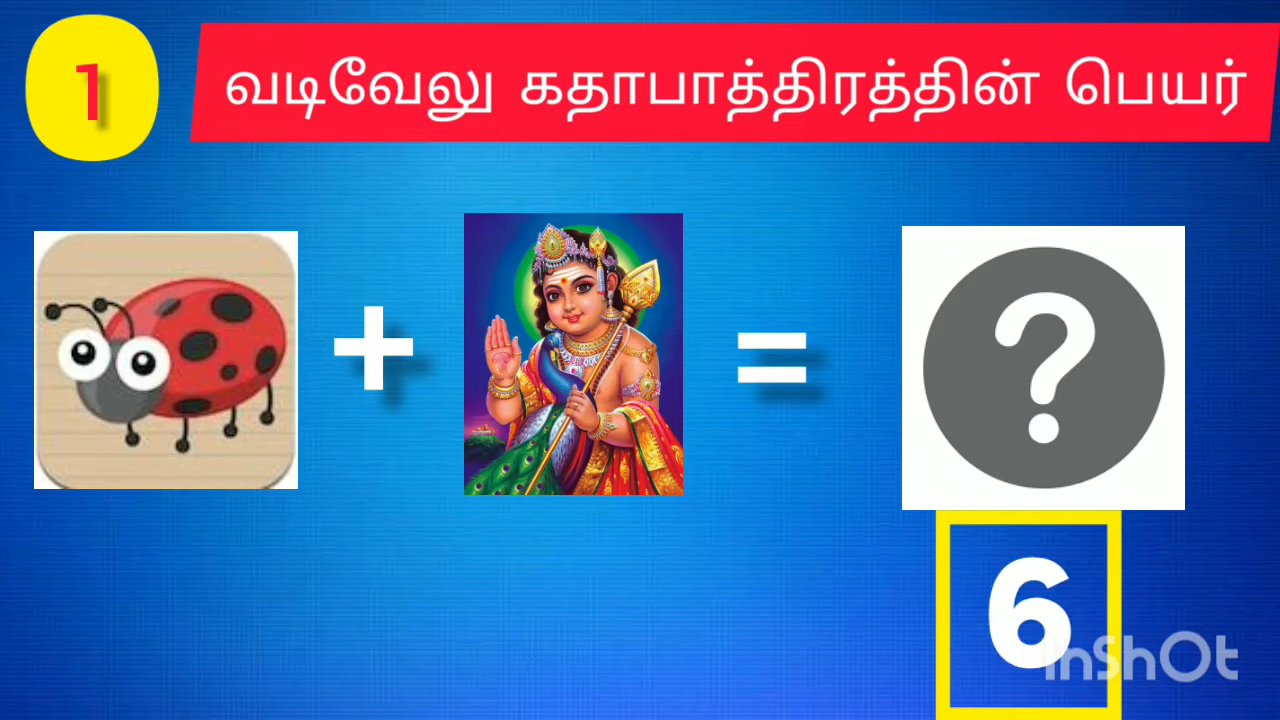 1
வடிவேலு கதாபாத்திரத்தின் பெயர்
+
=
?
6
InShOt